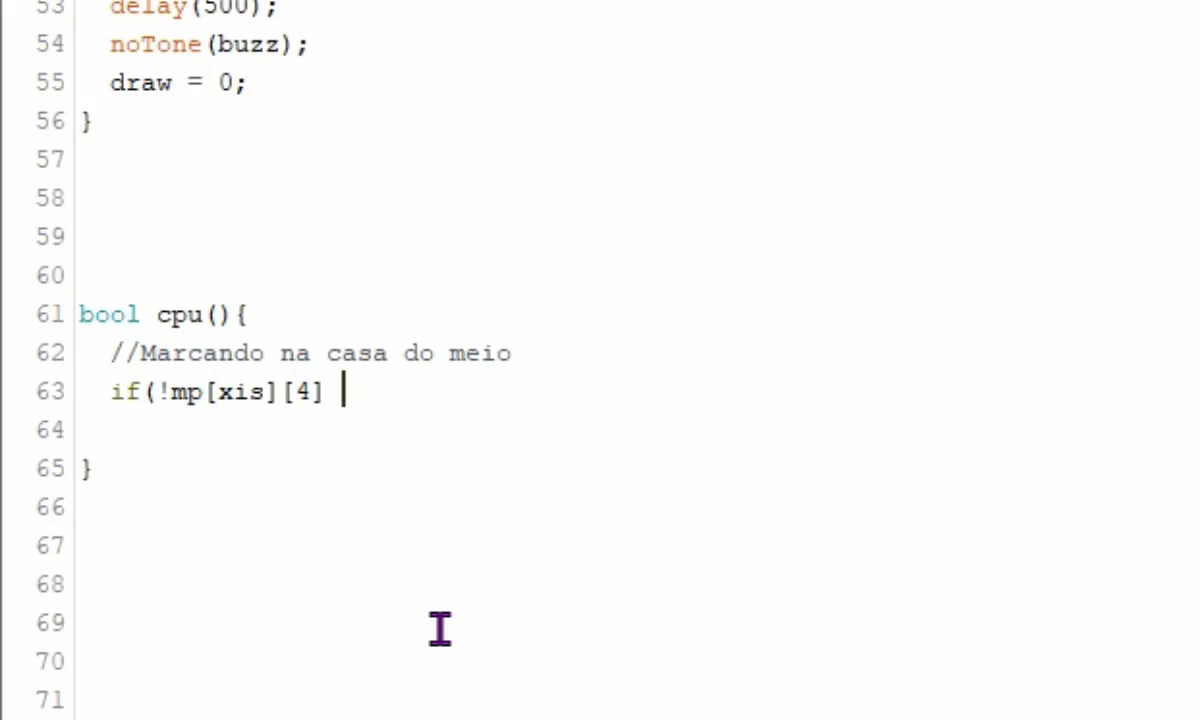 53 delay(500);
54 noTone(buzz);
55 draw = 0;
56 }
57
58
59
60
61 bool cpu(){
62 //Marcando na casa do meio
63 if(!mp[xis][4]
64
65 }
66
67
68
69
70
71